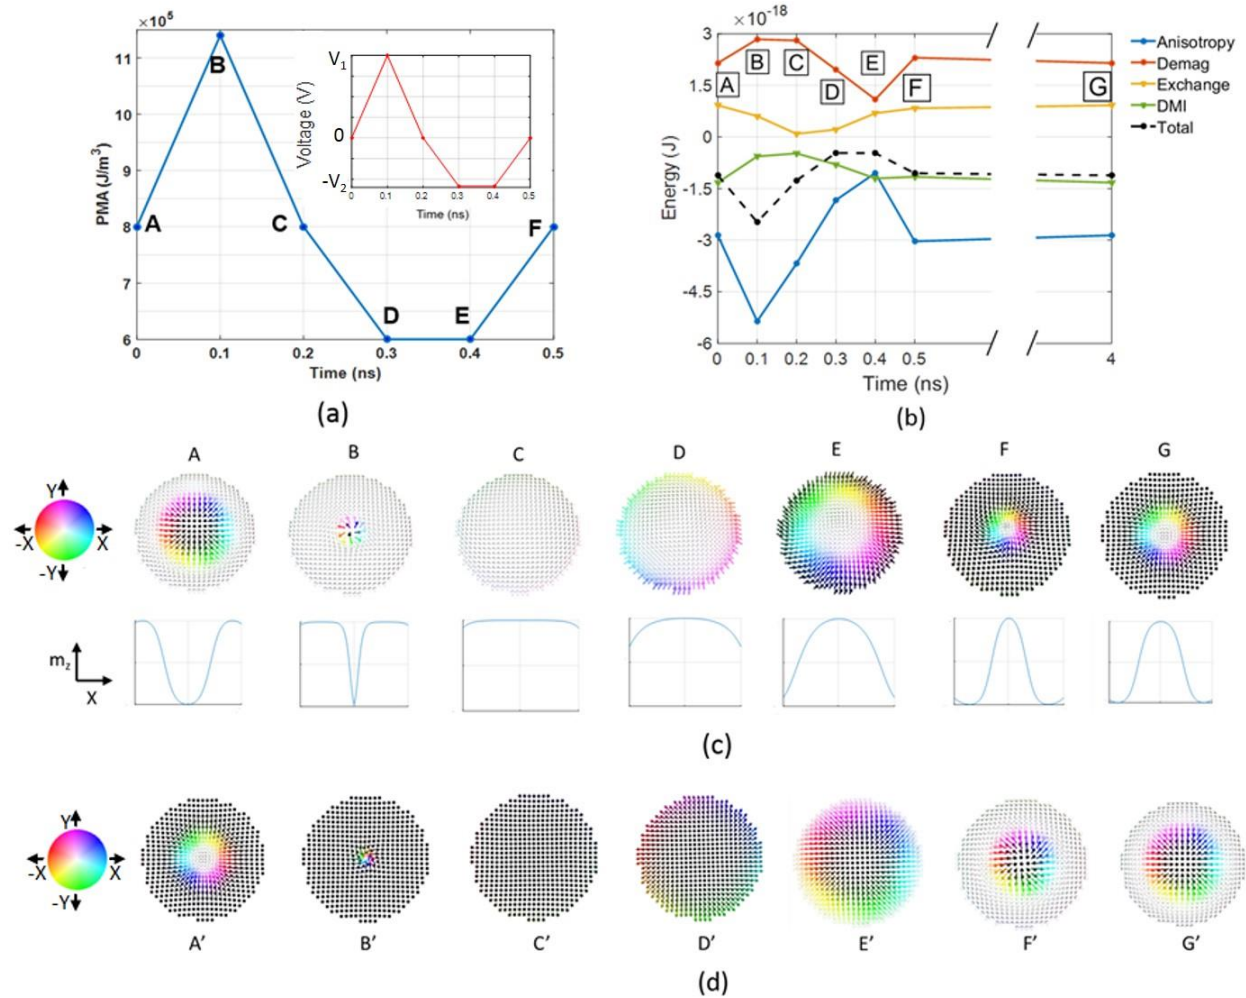 ×10⁵
11
10
9
8
7
6
PMA (J/m³)
0
0.1
0.2
0.3
0.4
0.5
Time (ns)
A
B
C
D
E
F
V₁
0
-V₂
Voltage (V)
0
0.1
0.2
0.3
0.4
0.5
Time (ns)
(a)
×10⁻¹⁸
3
1.5
0
-1.5
-3
-4.5
-6
Energy (J)
0
0.1
0.2
0.3
0.4
0.5
4
Time (ns)
A
B
C
D
E
F
G
Anisotropy
Demag
Exchange
DMI
Total
(b)
A
B
C
D
E
F
G
Y
-X
X
-Y
m_z
X
(c)
Y
-X
X
-Y
A’
B’
C’
D’
E’
F’
G’
(d)